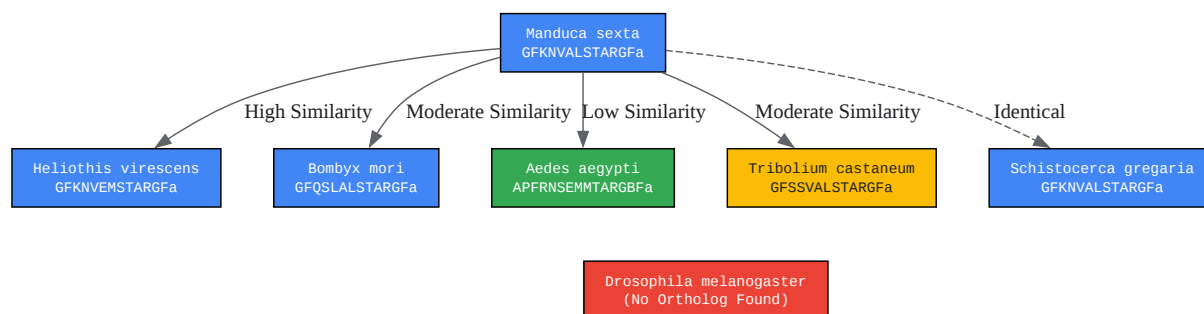 Manduca sexta
GFKNVALSTARGFa
High Similarity
Moderate Similarity
Low Similarity
Moderate Similarity
Identical
Heliothis virescens
GFKNVEMSTARGFa
Bombyx mori
GFQSLALSTARGFa
Aedes aegypti
APFRNSEMMTARGBFa
Tribolium castaneum
GFSSVALSTARGFa
Schistocerca gregaria
GFKNVALSTARGFa
Drosophila melanogaster
(No Ortholog Found)